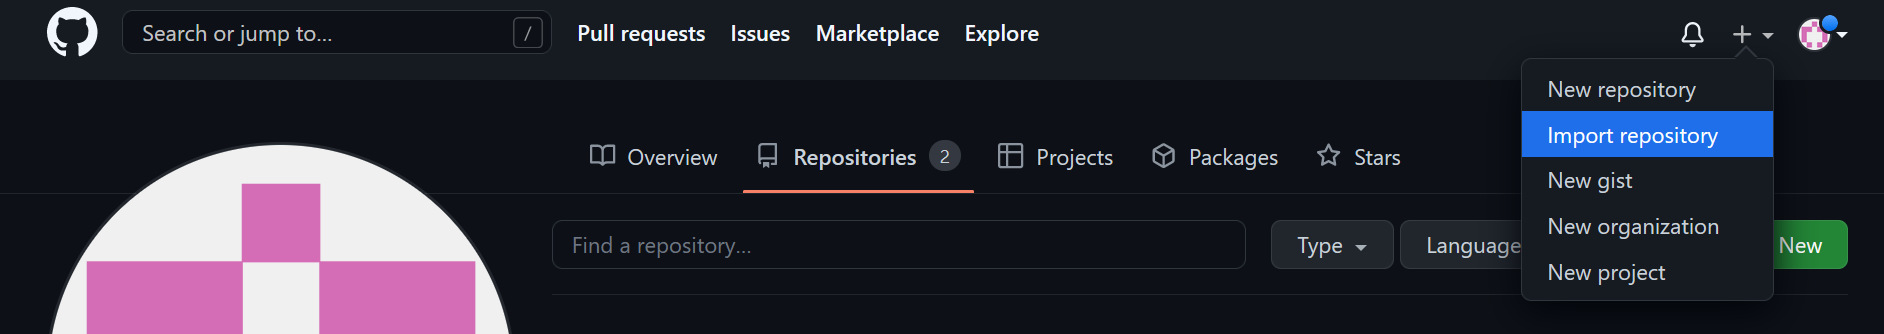 Search or jump to... /
Pull requests
Issues
Marketplace
Explore
New repository
Import repository
New gist
New organization
New project
Overview
Repositories 2
Projects
Packages
Stars
Find a repository...
Type
Language
New